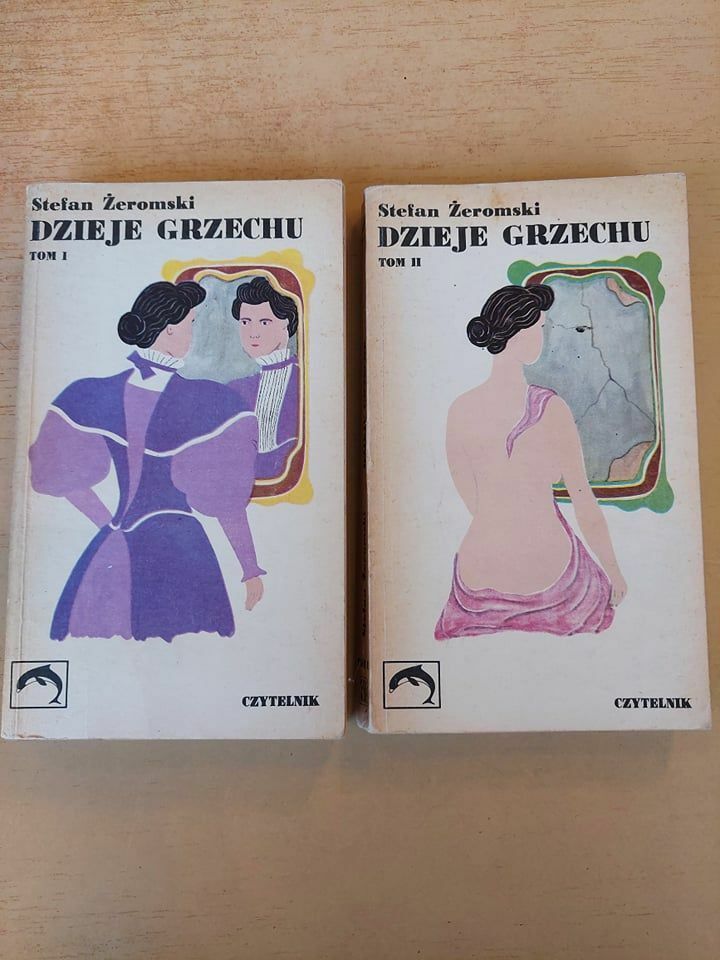 Stefan Żeromski
DZIEJE GRZECHU
TOM I
CZYTELNIK
Stefan Żeromski
DZIEJE GRZECHU
TOM II
CZYTELNIK